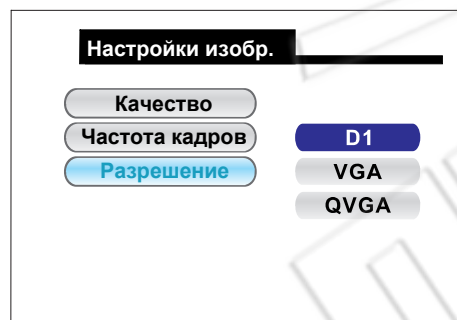 Настройки изобр.
Качество
Частота кадров
D1
Разрешение
VGA
QVGA